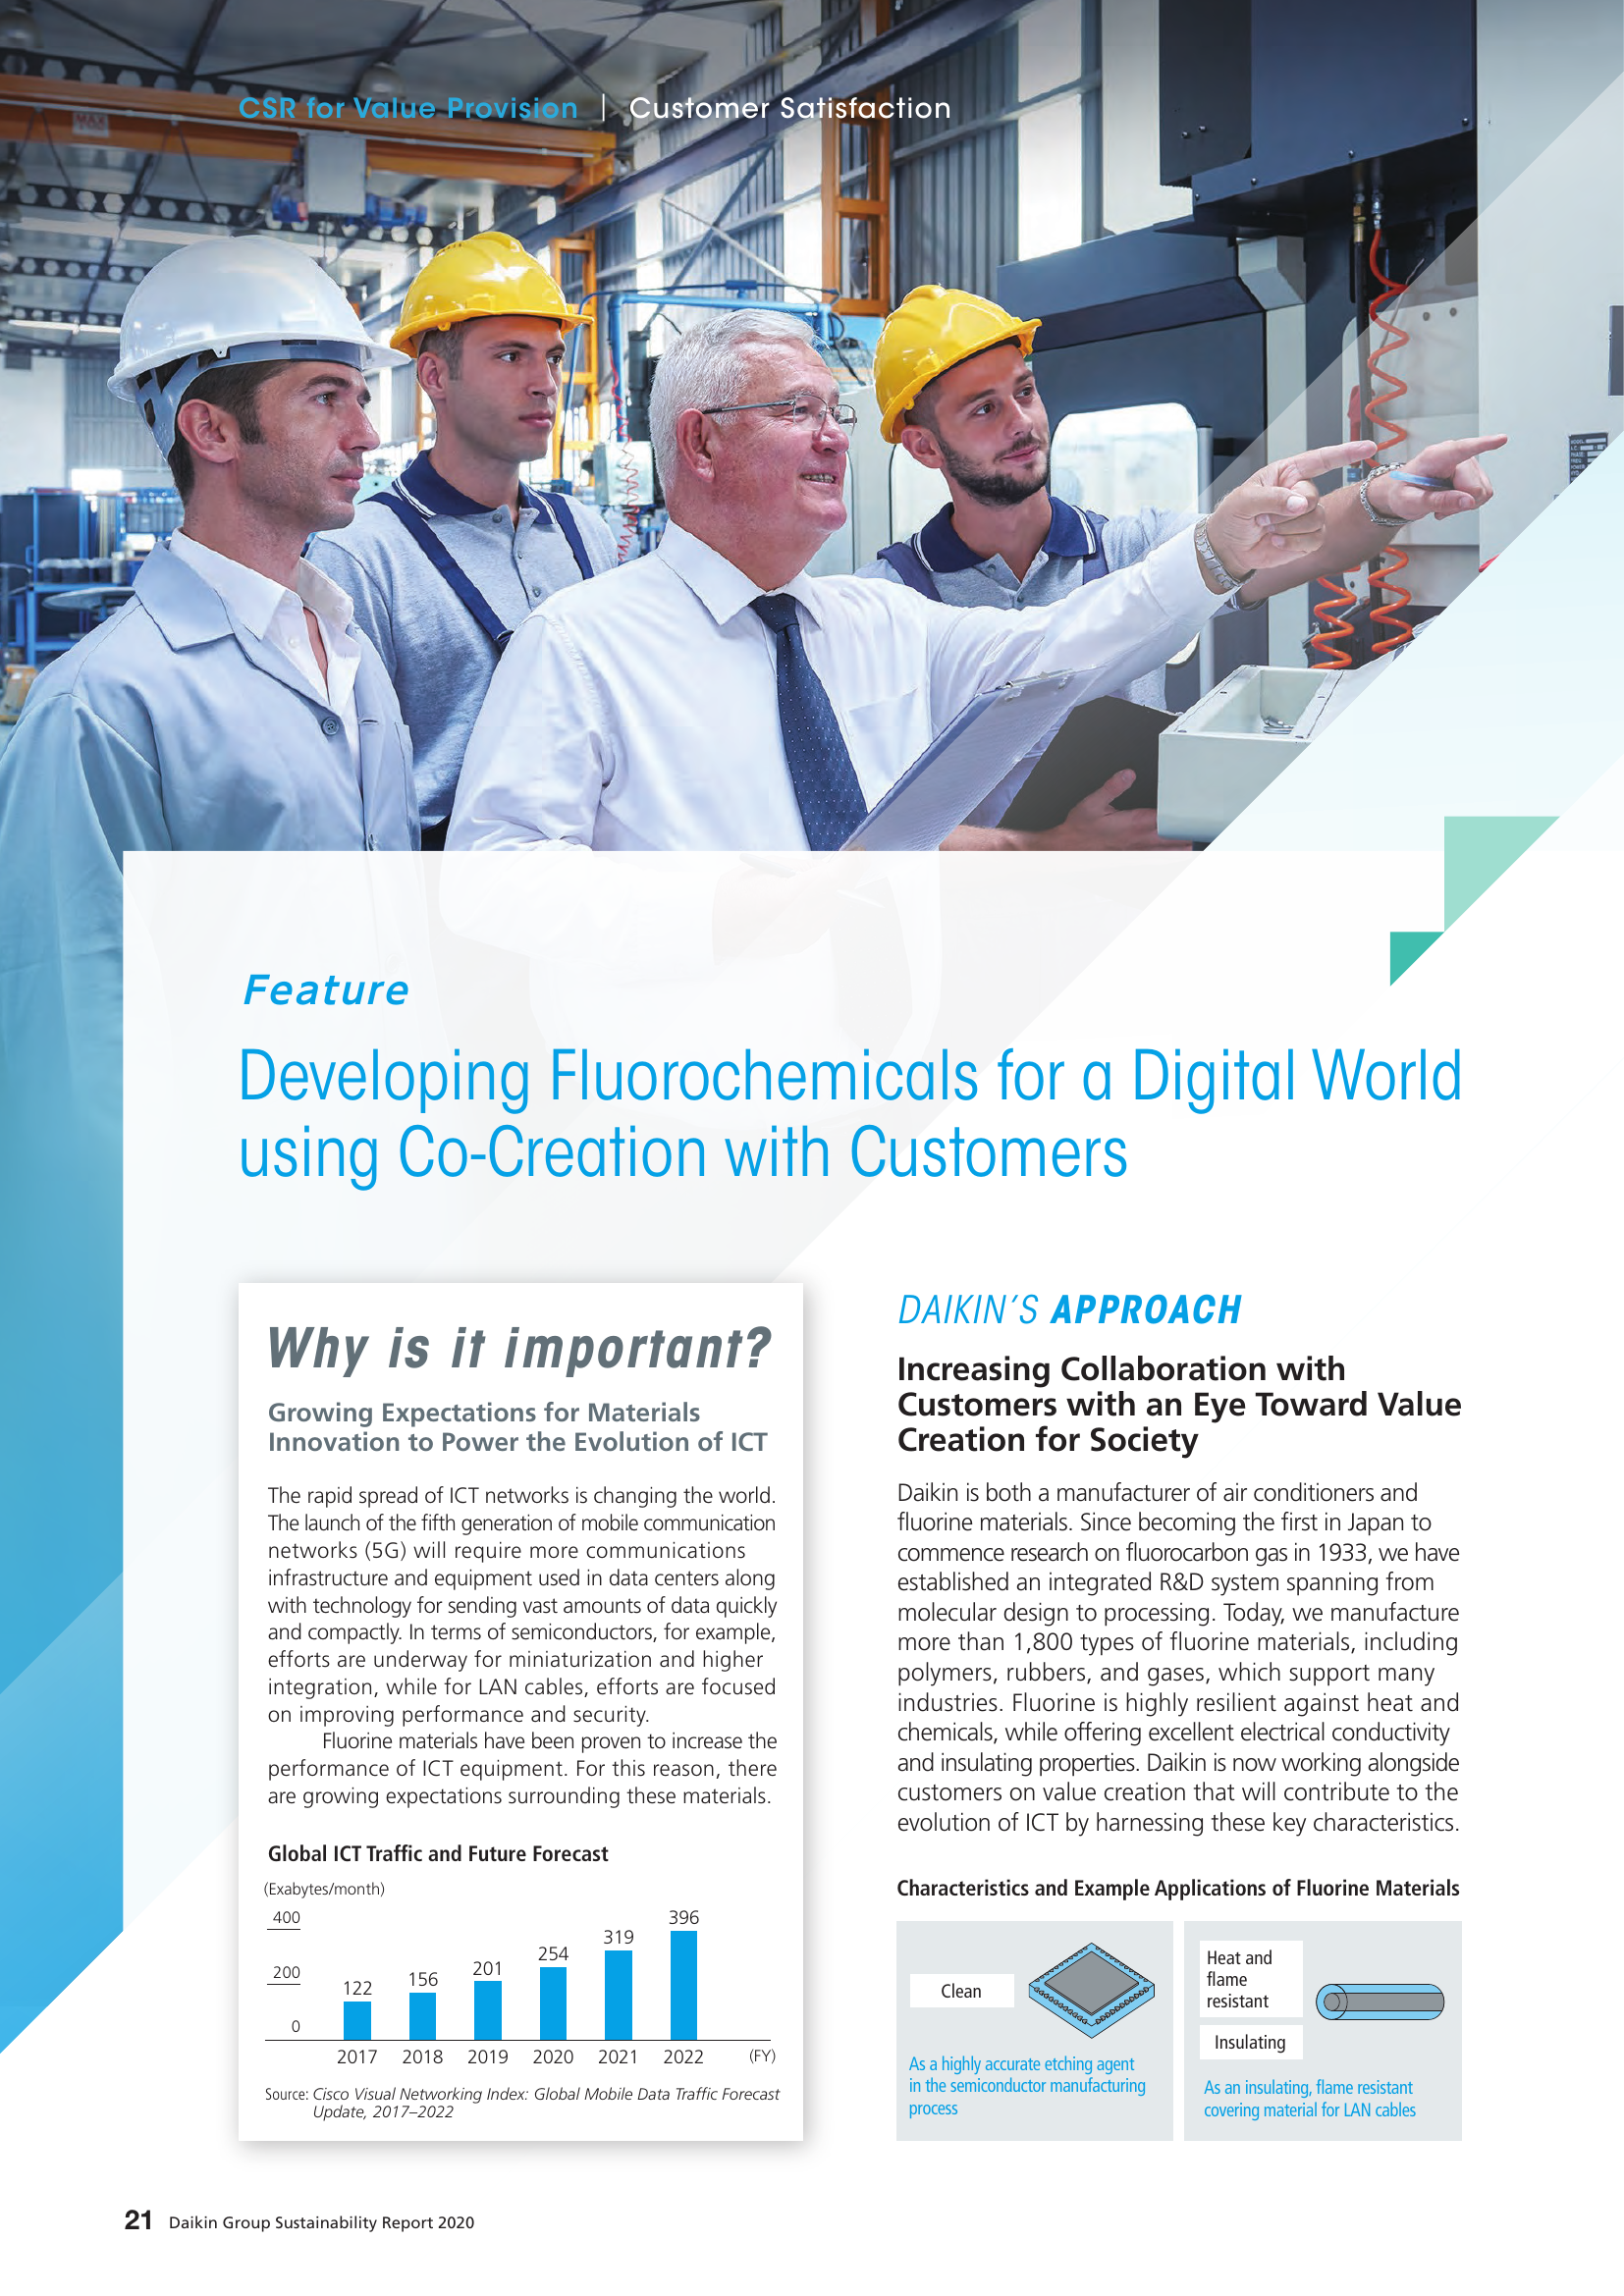 CSR for Value Provision | Customer Satisfaction
Feature
Developing Fluorochemicals for a Digital World
using Co-Creation with Customers
Why is it important?
Growing Expectations for Materials
Innovation to Power the Evolution of ICT
The rapid spread of ICT networks is changing the world.
The launch of the fifth generation of mobile communication
networks (5G) will require more communications
infrastructure and equipment used in data centers along
with technology for sending vast amounts of data quickly
and compactly. In terms of semiconductors, for example,
efforts are underway for miniaturization and higher
integration, while for LAN cables, efforts are focused
on improving performance and security.
Fluorine materials have been proven to increase the
performance of ICT equipment. For this reason, there
are growing expectations surrounding these materials.
Global ICT Traffic and Future Forecast
(Exabytes/month)
400
200
0
122
156
201
254
319
396
2017 2018 2019 2020 2021 2022 (FY)
Source: Cisco Visual Networking Index: Global Mobile Data Traffic Forecast
Update, 2017–2022
DAIKIN'S APPROACH
Increasing Collaboration with
Customers with an Eye Toward Value
Creation for Society
Daikin is both a manufacturer of air conditioners and
fluorine materials. Since becoming the first in Japan to
commence research on fluorocarbon gas in 1933, we have
established an integrated R&D system spanning from
molecular design to processing. Today, we manufacture
more than 1,800 types of fluorine materials, including
polymers, rubbers, and gases, which support many
industries. Fluorine is highly resilient against heat and
chemicals, while offering excellent electrical conductivity
and insulating properties. Daikin is now working alongside
customers on value creation that will contribute to the
evolution of ICT by harnessing these key characteristics.
Characteristics and Example Applications of Fluorine Materials
Clean
As a highly accurate etching agent
in the semiconductor manufacturing
process
Heat and
flame
resistant
Insulating
As an insulating, flame resistant
covering material for LAN cables
21 Daikin Group Sustainability Report 2020